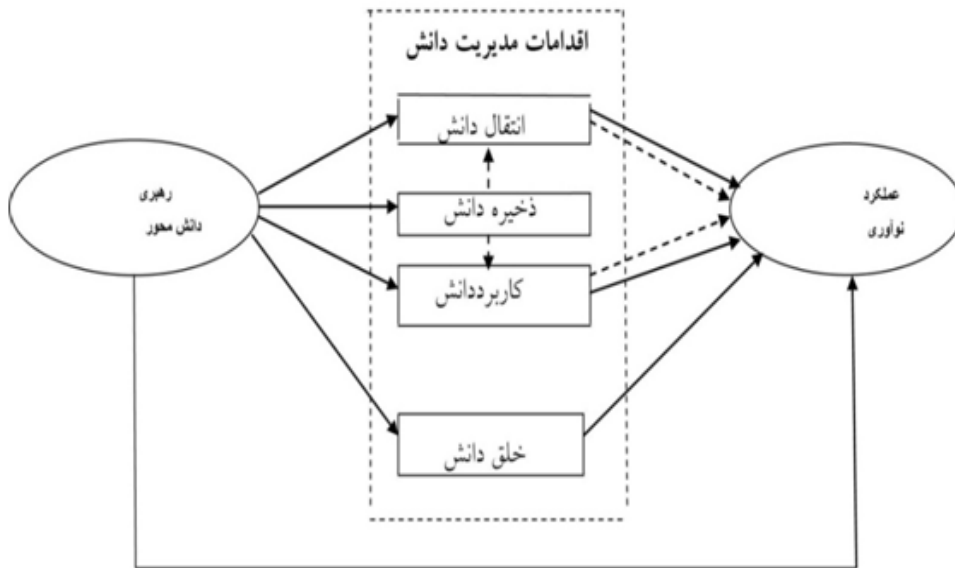 اقدامات مدیریت دانش
انتقال دانش
ذخیره دانش
کاربرددانش
خلق دانش
رهبری
دانش محور
عملکرد
نوآوری